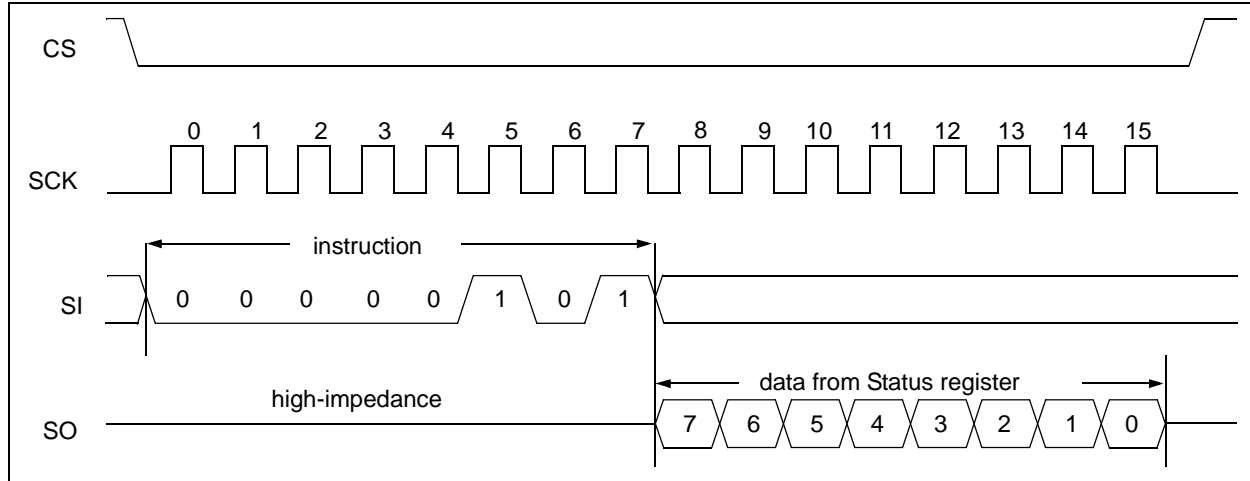 CS
0 1 2 3 4 5 6 7 8 9 10 11 12 13 14 15
SCK
instruction
SI 0 0 0 0 0 1 0 1
data from Status register
high-impedance
SO 7 6 5 4 3 2 1 0